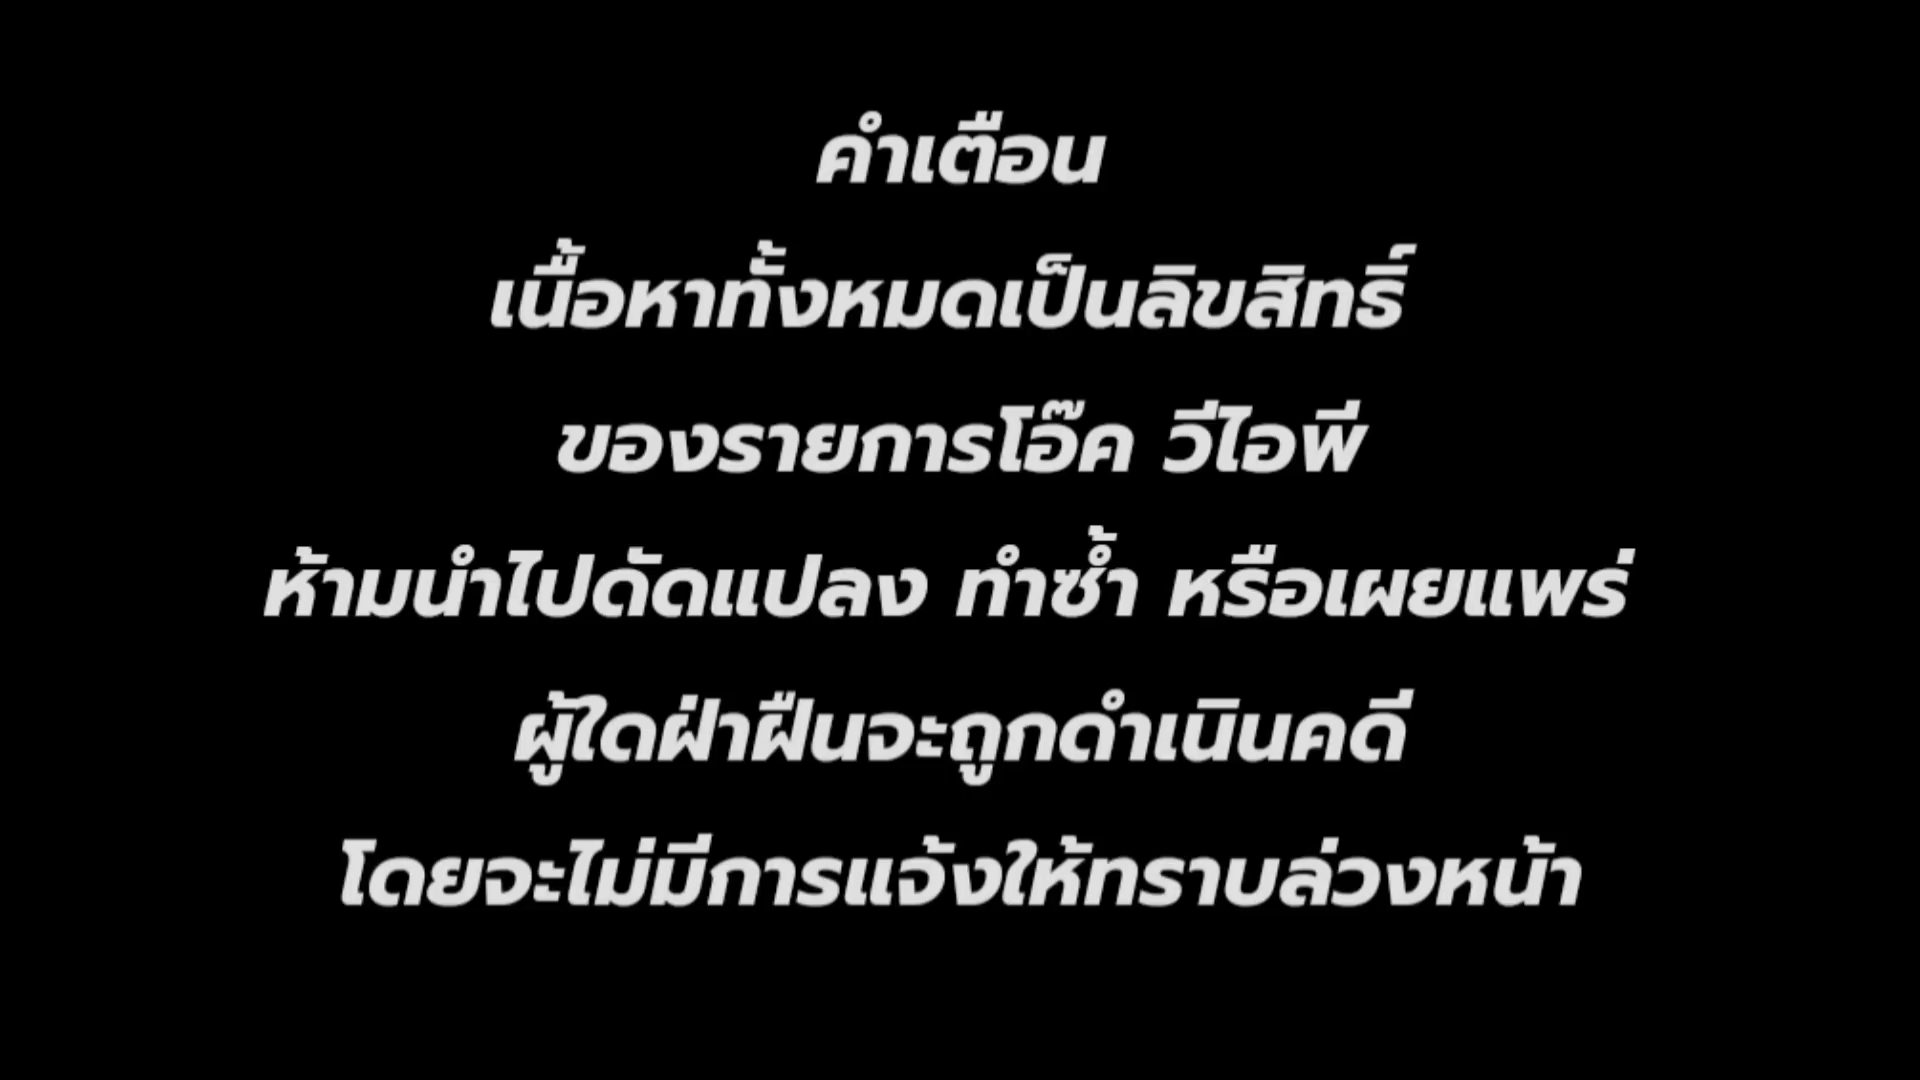 คำเตือน
เนื้อหาทั้งหมดเป็นลิขสิทธิ์
ของรายการโอ๊ค วีไอพี
ห้ามนำไปดัดแปลง ทำซ้ำ หรือเผยแพร่
ผู้ใดฝ่าฝืนจะถูกดำเนินคดี
โดยจะไม่มีการแจ้งให้ทราบล่วงหน้า